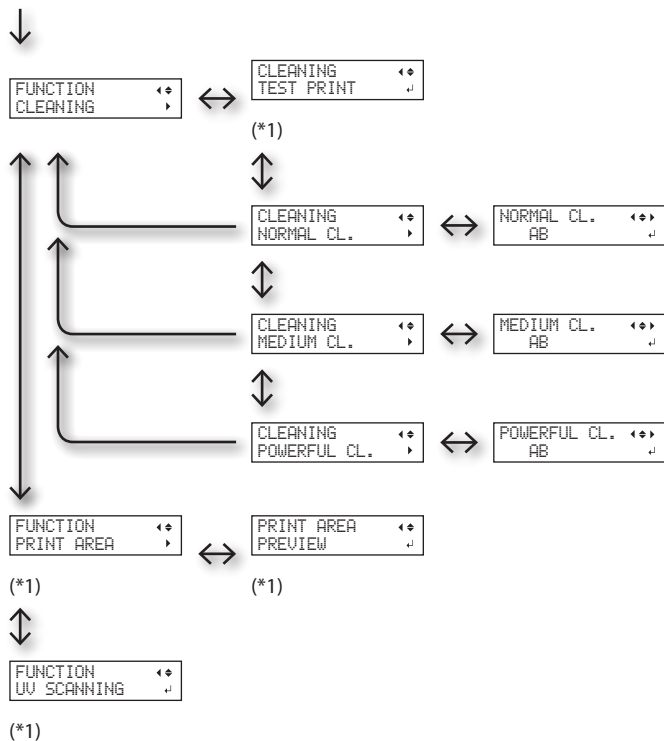 FUNCTION
CLEANING
CLEANING
TEST PRINT
(*1)
CLEANING
NORMAL CL.
NORMAL CL.
AB
CLEANING
MEDIUM CL.
MEDIUM CL.
AB
CLEANING
POWERFUL CL.
POWERFUL CL.
AB
FUNCTION
PRINT AREA
(*1)
PRINT AREA
PREVIEW
(*1)
FUNCTION
UV SCANNING
(*1)